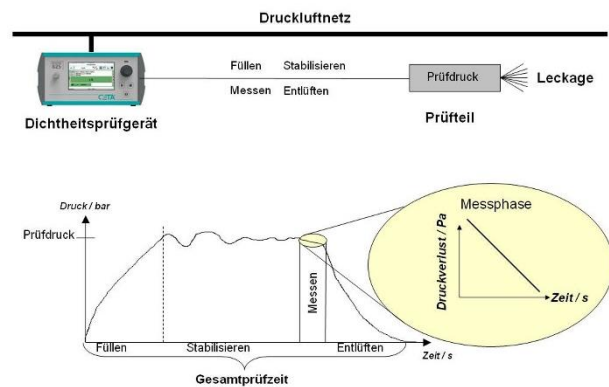 Druckluftnetz
Füllen Stabilisieren
Messen Entlüften
Prüfdruck
Leckage
CETA
Dichtheitsprüfgerät
Prüfteil
Druck / bar
Prüfdruck
Messphase
Druckverlust / Pa
Zeit / s
Messen
Füllen Stabilisieren Entlüften
Zeit / s
Gesamtprüfzeit